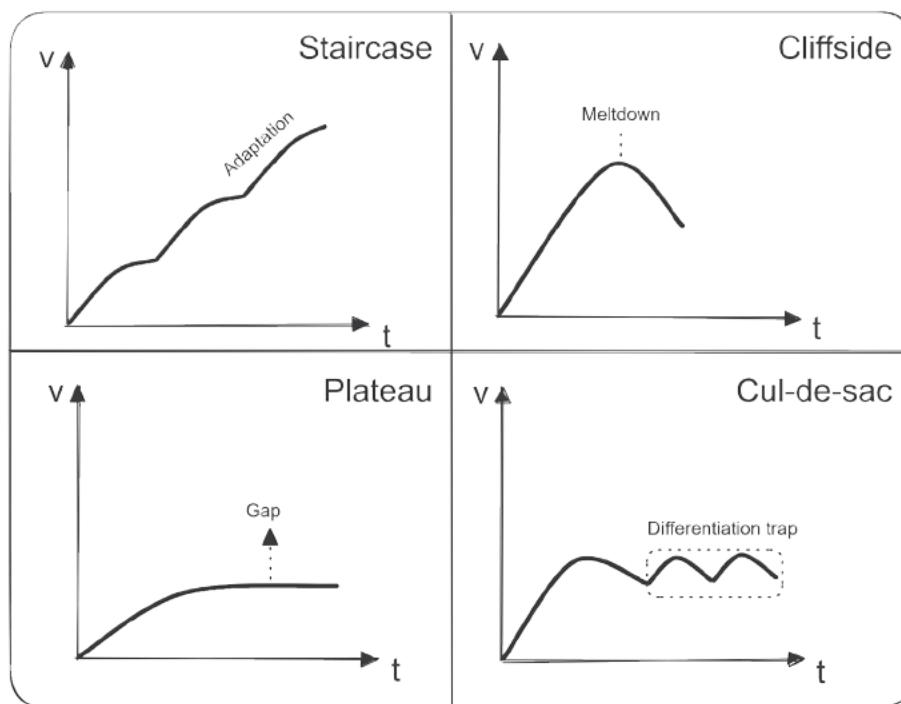 Staircase
v
Adaptation
t
Cliffside
v
Meltdown
t
Plateau
v
Gap
t
Cul-de-sac
v
Differentiation trap
t